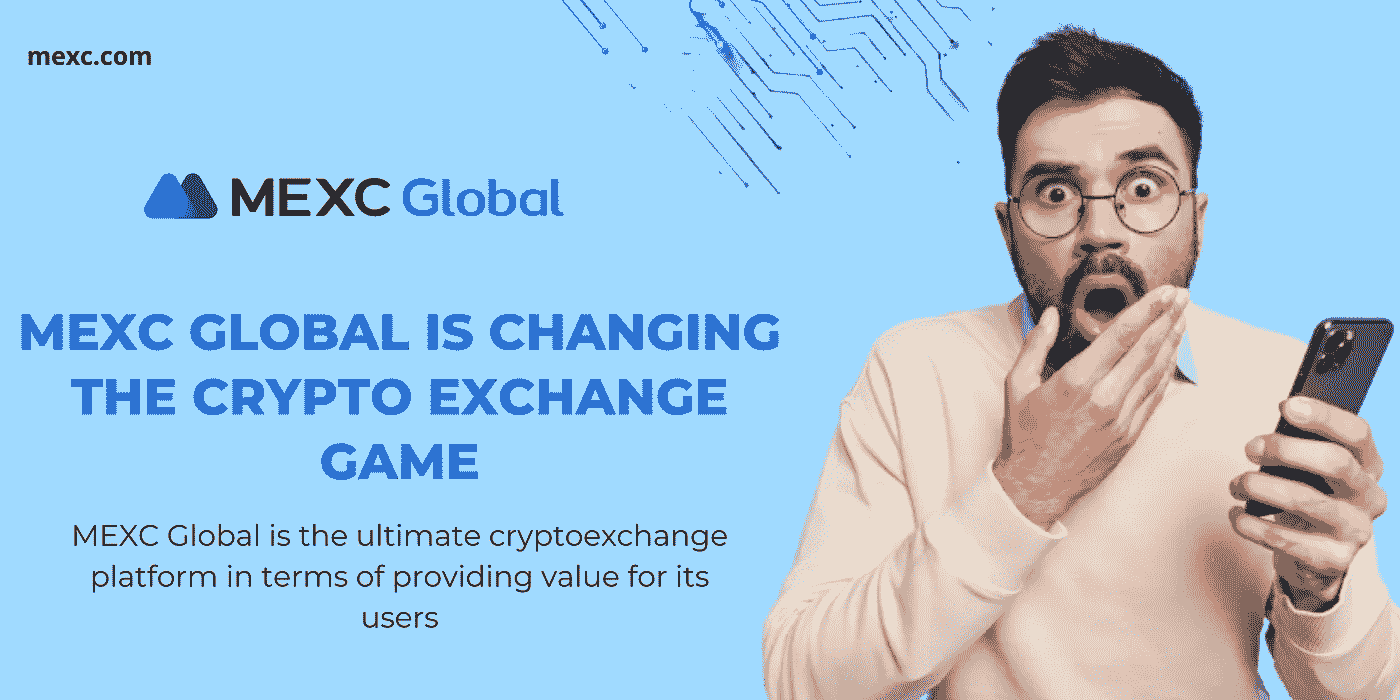 mexc.com
MEXC Global
MEXC GLOBAL IS CHANGING
THE CRYPTO EXCHANGE
GAME
MEXC Global is the ultimate cryptoexchange
platform in terms of providing value for its
users